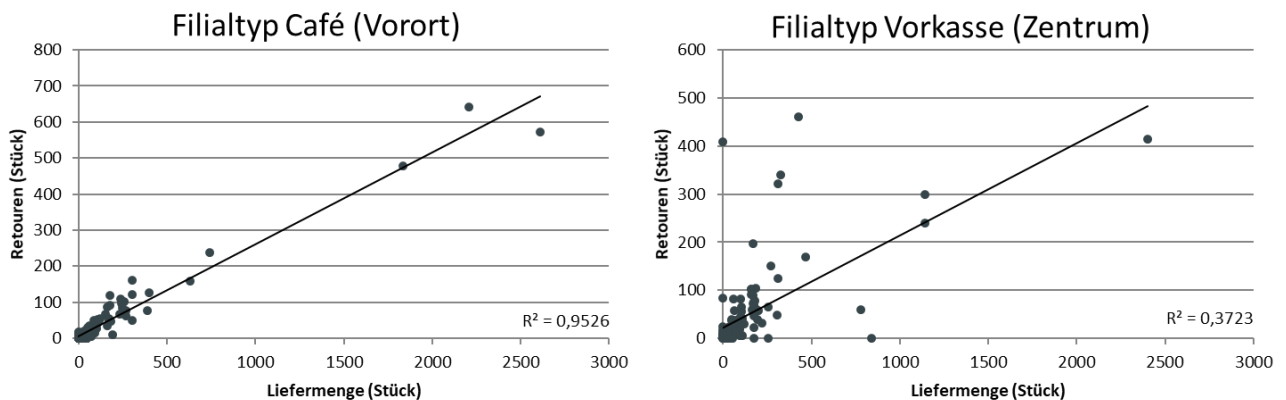 Filialtyp Café (Vorort)
800
700
600
500
400
300
200
100
0
Retouren (Stück)
R² = 0,9526
0 500 1000 1500 2000 2500 3000
Liefermenge (Stück)
Filialtyp Vorkasse (Zentrum)
600
500
400
300
200
100
0
Retouren (Stück)
R² = 0,3723
0 500 1000 1500 2000 2500 3000
Liefermenge (Stück)